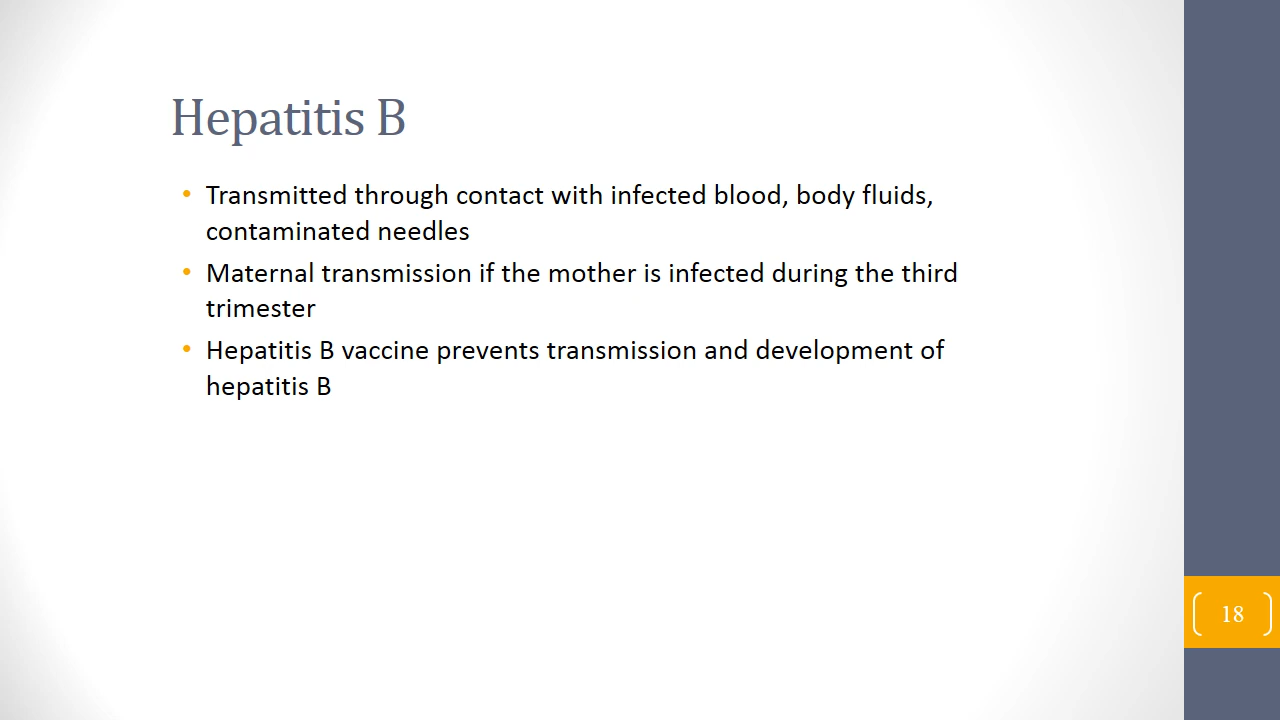 Hepatitis B
• Transmitted through contact with infected blood, body fluids,
contaminated needles
• Maternal transmission if the mother is infected during the third
trimester
• Hepatitis B vaccine prevents transmission and development of
hepatitis B
18